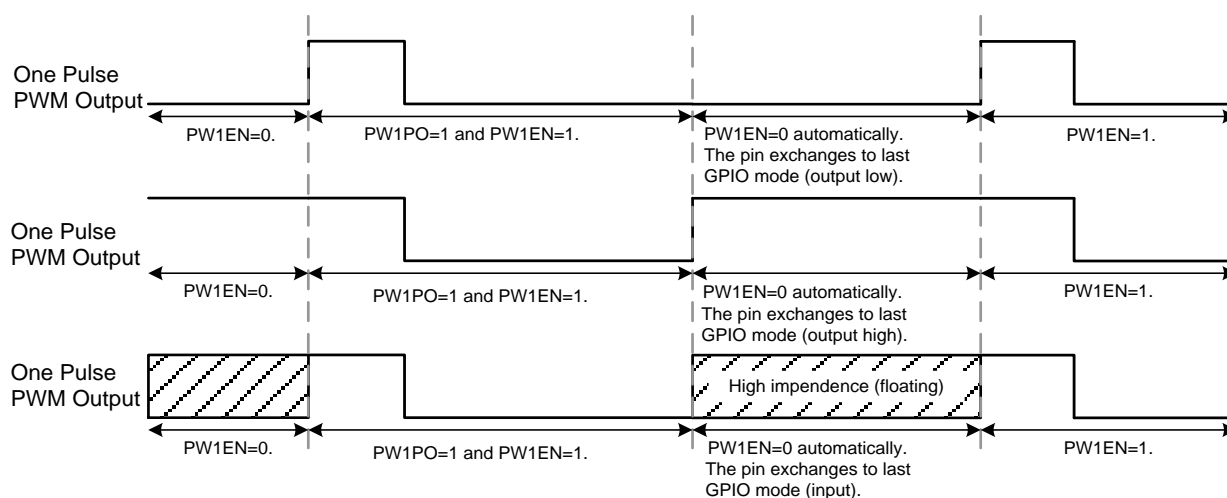 One Pulse
PWM Output
PW1EN=0.
PW1PO=1 and PW1EN=1.
PW1EN=0 automatically.
The pin exchanges to last
GPIO mode (output low).
PW1EN=1.
One Pulse
PWM Output
PW1EN=0.
PW1PO=1 and PW1EN=1.
PW1EN=0 automatically.
The pin exchanges to last
GPIO mode (output high).
PW1EN=1.
One Pulse
PWM Output
High impendence (floating)
PW1EN=0.
PW1PO=1 and PW1EN=1.
PW1EN=0 automatically.
The pin exchanges to last
GPIO mode (input).
PW1EN=1.